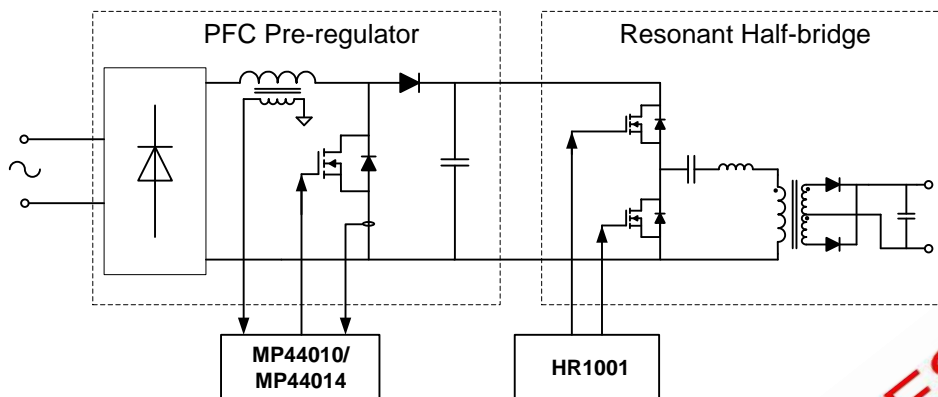 PFC Pre-regulator
Resonant Half-bridge
MP44010/
MP44014
HR1001